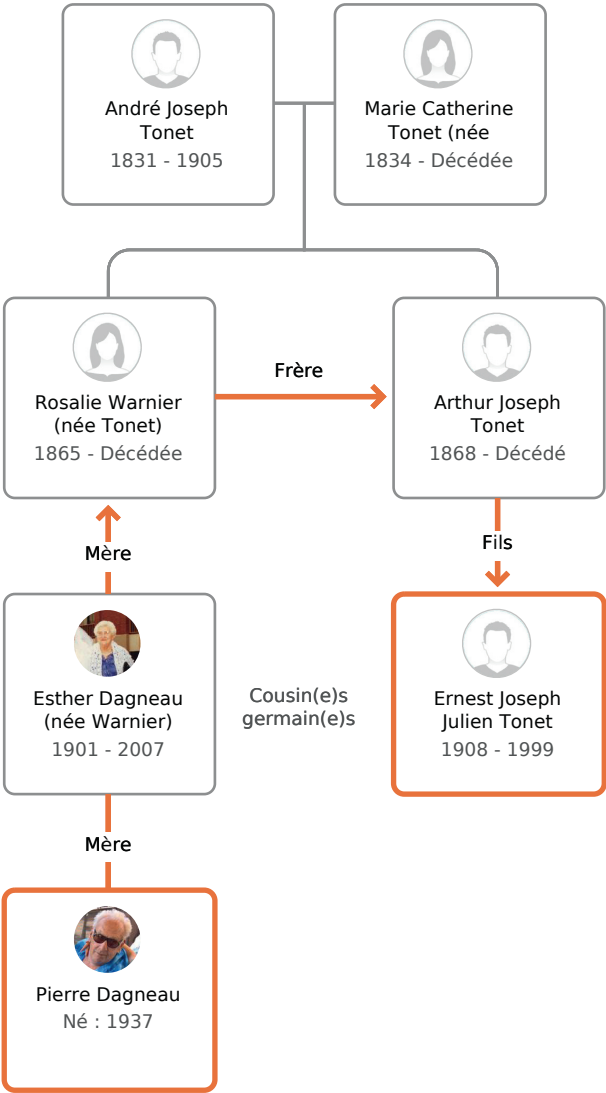 André Joseph
Tonet
1831 - 1905
Marie Catherine
Tonet (née
1834 - Décédée
Rosalie Warnier
(née Tonet)
1865 - Décédée
Frère
Arthur Joseph
Tonet
1868 - Décédé
Mère
Fils
Esther Dagneau
(née Warnier)
1901 - 2007
Cousin(e)s
germain(e)s
Ernest Joseph
Julien Tonet
1908 - 1999
Mère
Pierre Dagneau
Né : 1937